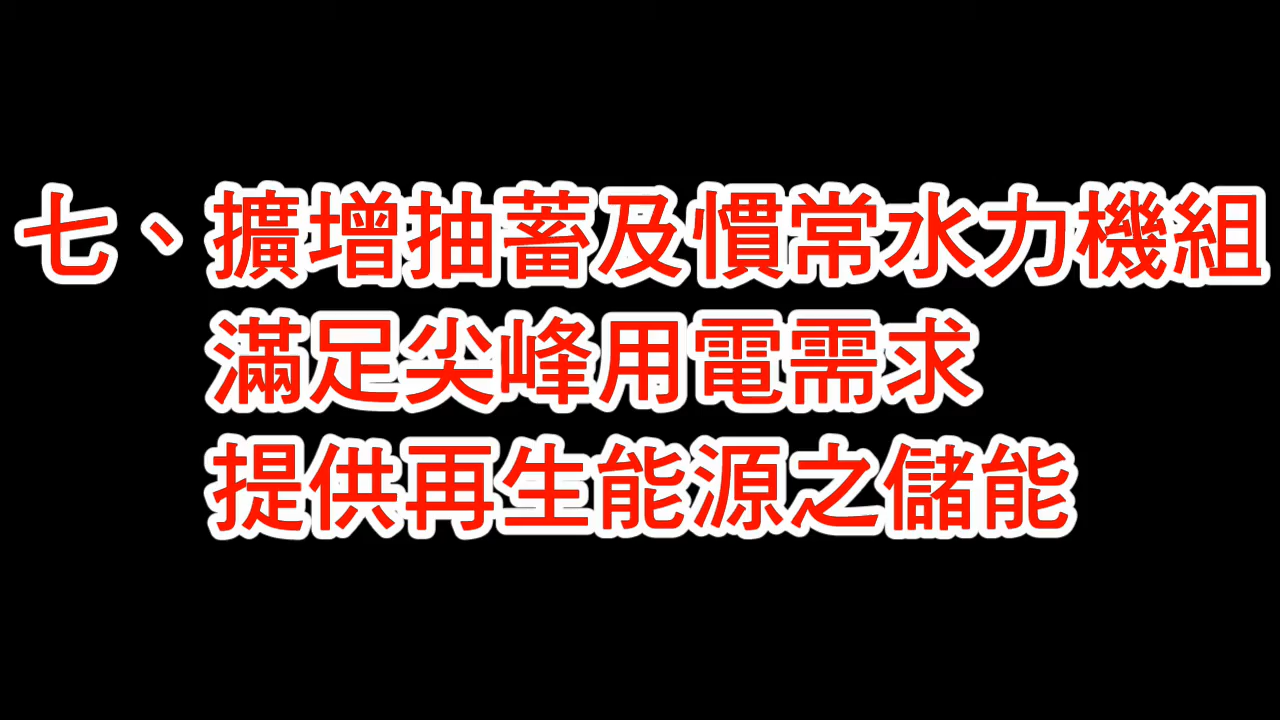 七、擴增抽蓄及慣常水力機組
滿足尖峰用電需求
提供再生能源之儲能